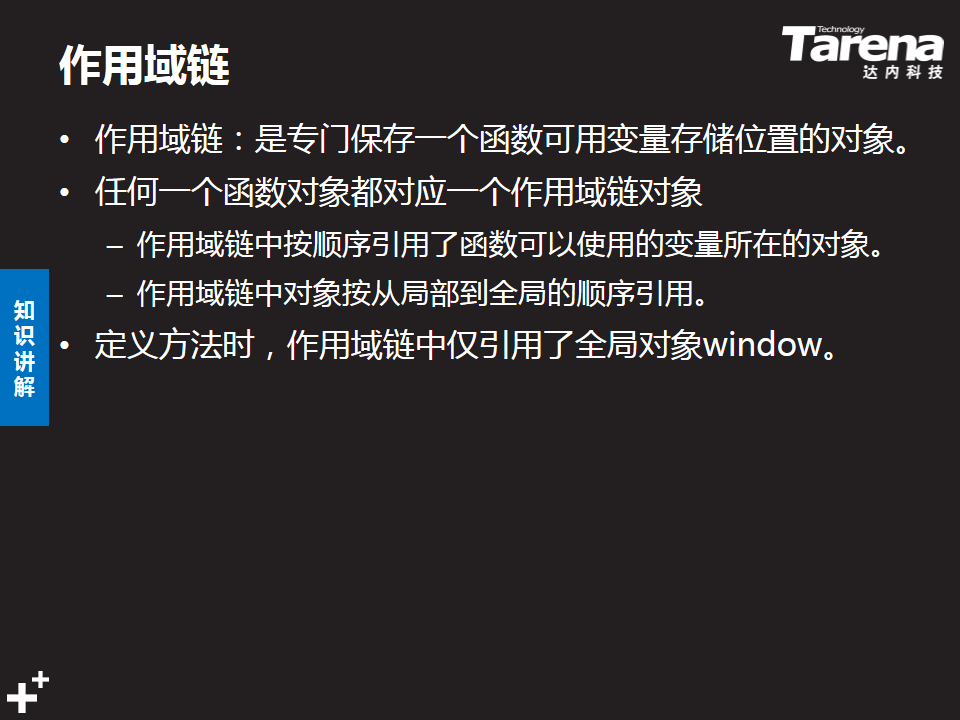 作用域链
Technology
Tarena
达内科技
• 作用域链：是专门保存一个函数可用变量存储位置的对象。
• 任何一个函数对象都对应一个作用域链对象
– 作用域链中按顺序引用了函数可以使用的变量所在的对象。
– 作用域链中对象按从局部到全局的顺序引用。
• 定义方法时，作用域链中仅引用了全局对象window。
知
识
讲
解